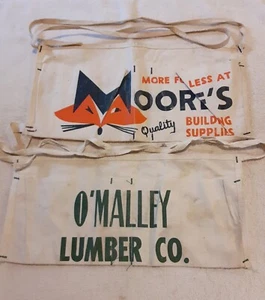 MORE F LESS AT
MOORE'S
Quality BUILDING
SUPPLIES
O'MALLEY
LUMBER CO.